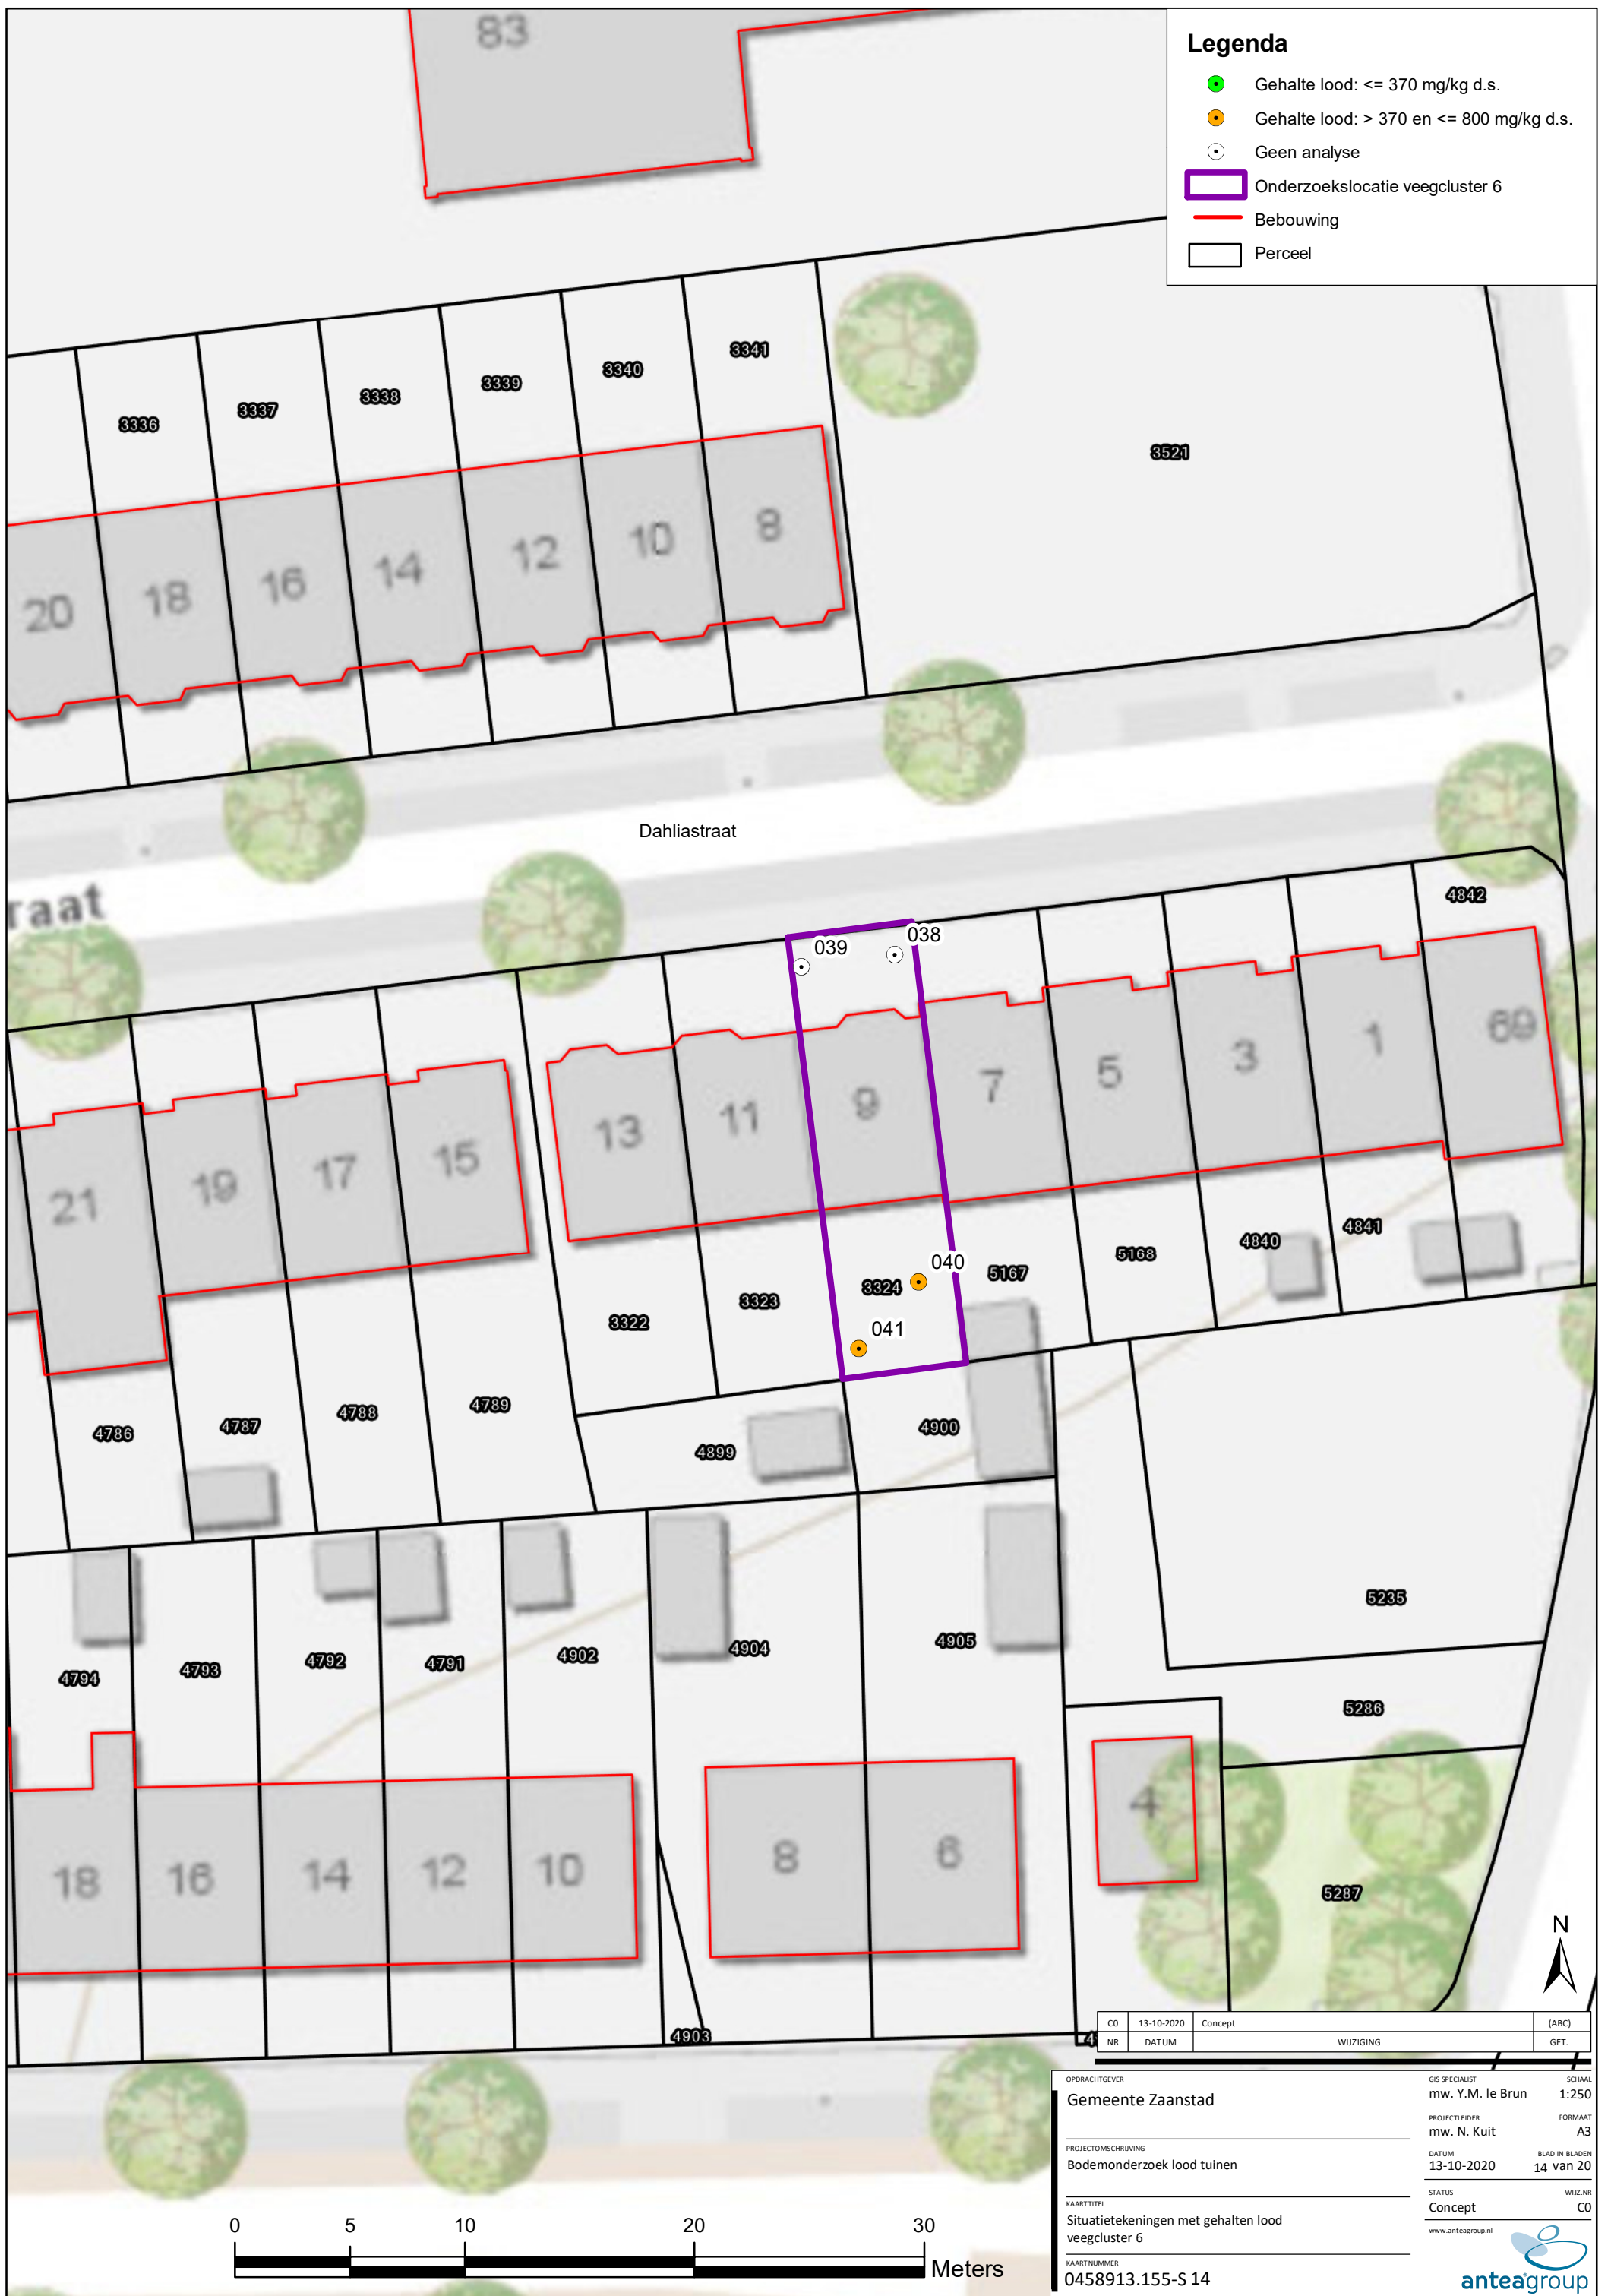 83
Legenda
Gehalte lood: <= 370 mg/kg d.s.
Gehalte lood: > 370 en <= 800 mg/kg d.s.
Geen analyse
Onderzoekslocatie veegcluster 6
Bebouwing
Perceel
3341
3340
3339
3338
3337
3336
3521
8
10
12
14
16
18
20
Dahliastraat
raat
4842
038
039
69
1
3
5
7
9
11
13
15
17
19
21
4841
4840
5168
5167
040
3324
041
3323
3322
4789
4788
4787
4786
4900
4899
5235
4905
4904
4902
4791
4792
4793
4794
5286
4
5287
6
8
10
12
14
16
18
N
4903
C0 13-10-2020 Concept (ABC)
NR DATUM WIJZIGING GET.
OPDRACHTGEVER
Gemeente Zaanstad
PROJECTOMSCHRIJVING
Bodemonderzoek lood tuinen
KAARTTITEL
Situatietekeningen met gehalten lood
veegcluster 6
KAARTNUMMER
0458913.155-S 14
GIS SPECIALIST SCHAAL
mw. Y.M. le Brun 1:250
PROJECTLEIDER FORMAAT
mw. N. Kuit A3
DATUM BLAD IN BLADEN
13-10-2020 14 van 20
STATUS WIJZ.NR
Concept C0
www.anteagroup.nl
anteagroup
0 5 10 20 30
Meters